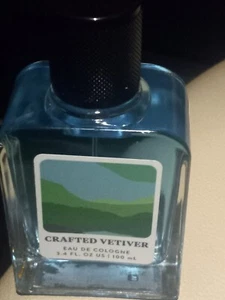 CRAFTED VETIVER
EAU DE COLOGNE
3.4 FL. OZ US / 100 mL